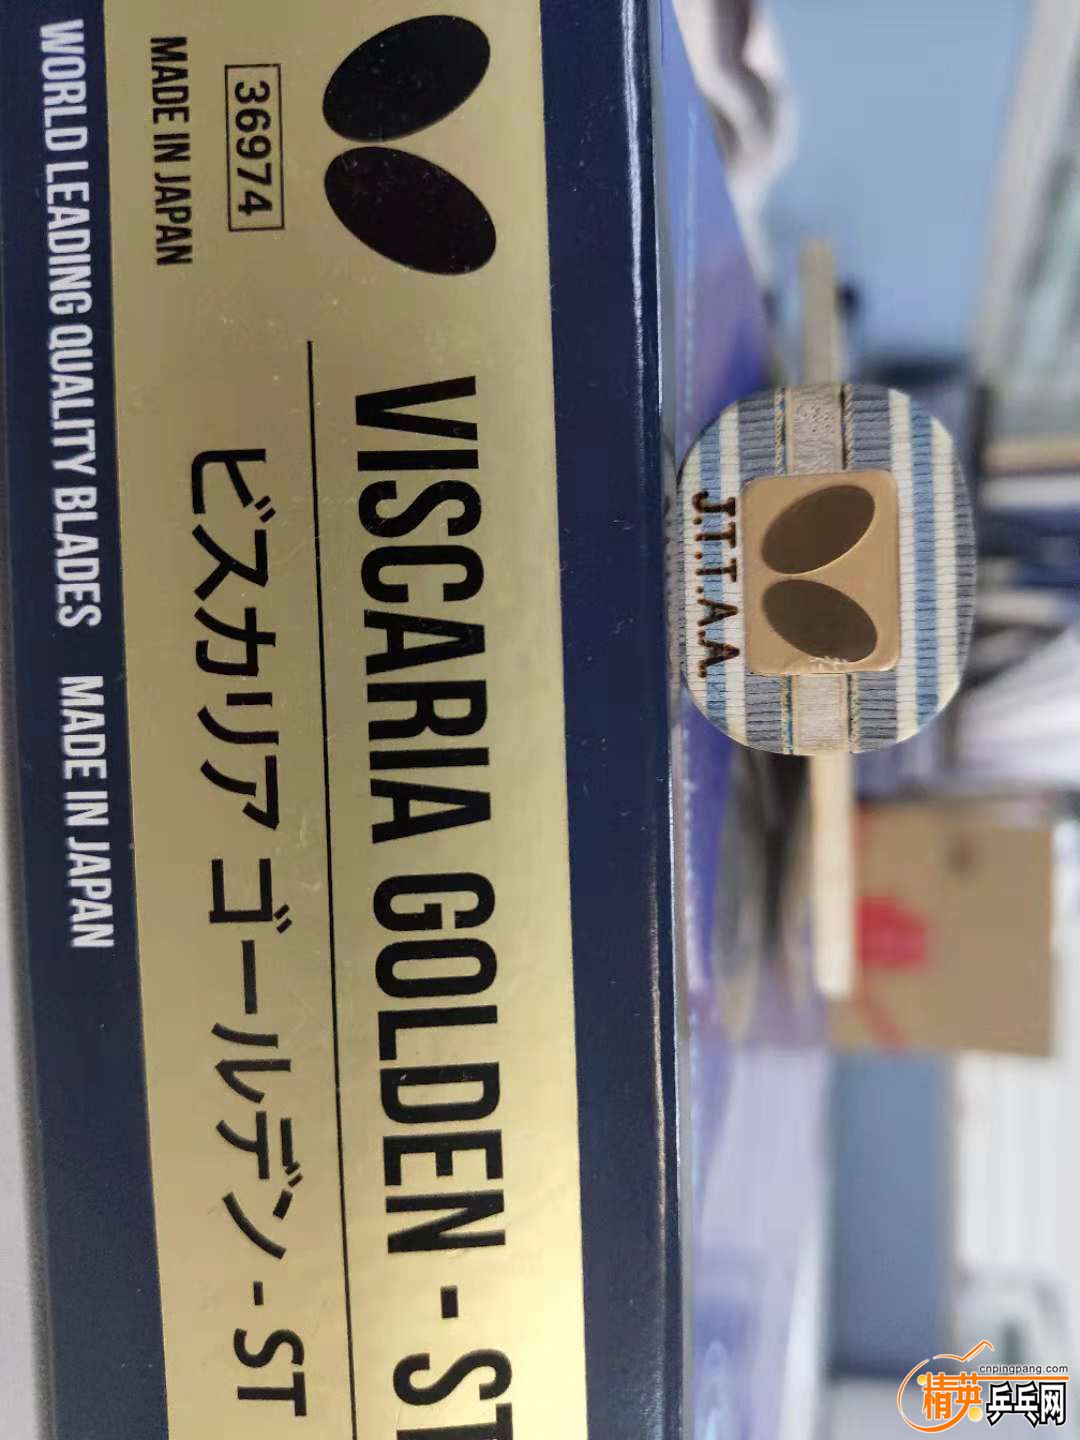 VISCARIA GOLDEN - ST
ビスカリア ゴールデン - ST
36974
MADE IN JAPAN
WORLD LEADING QUALITY BLADES MADE IN JAPAN
J.T.T.A.A.
cnpingpang.com
精英乒乓网